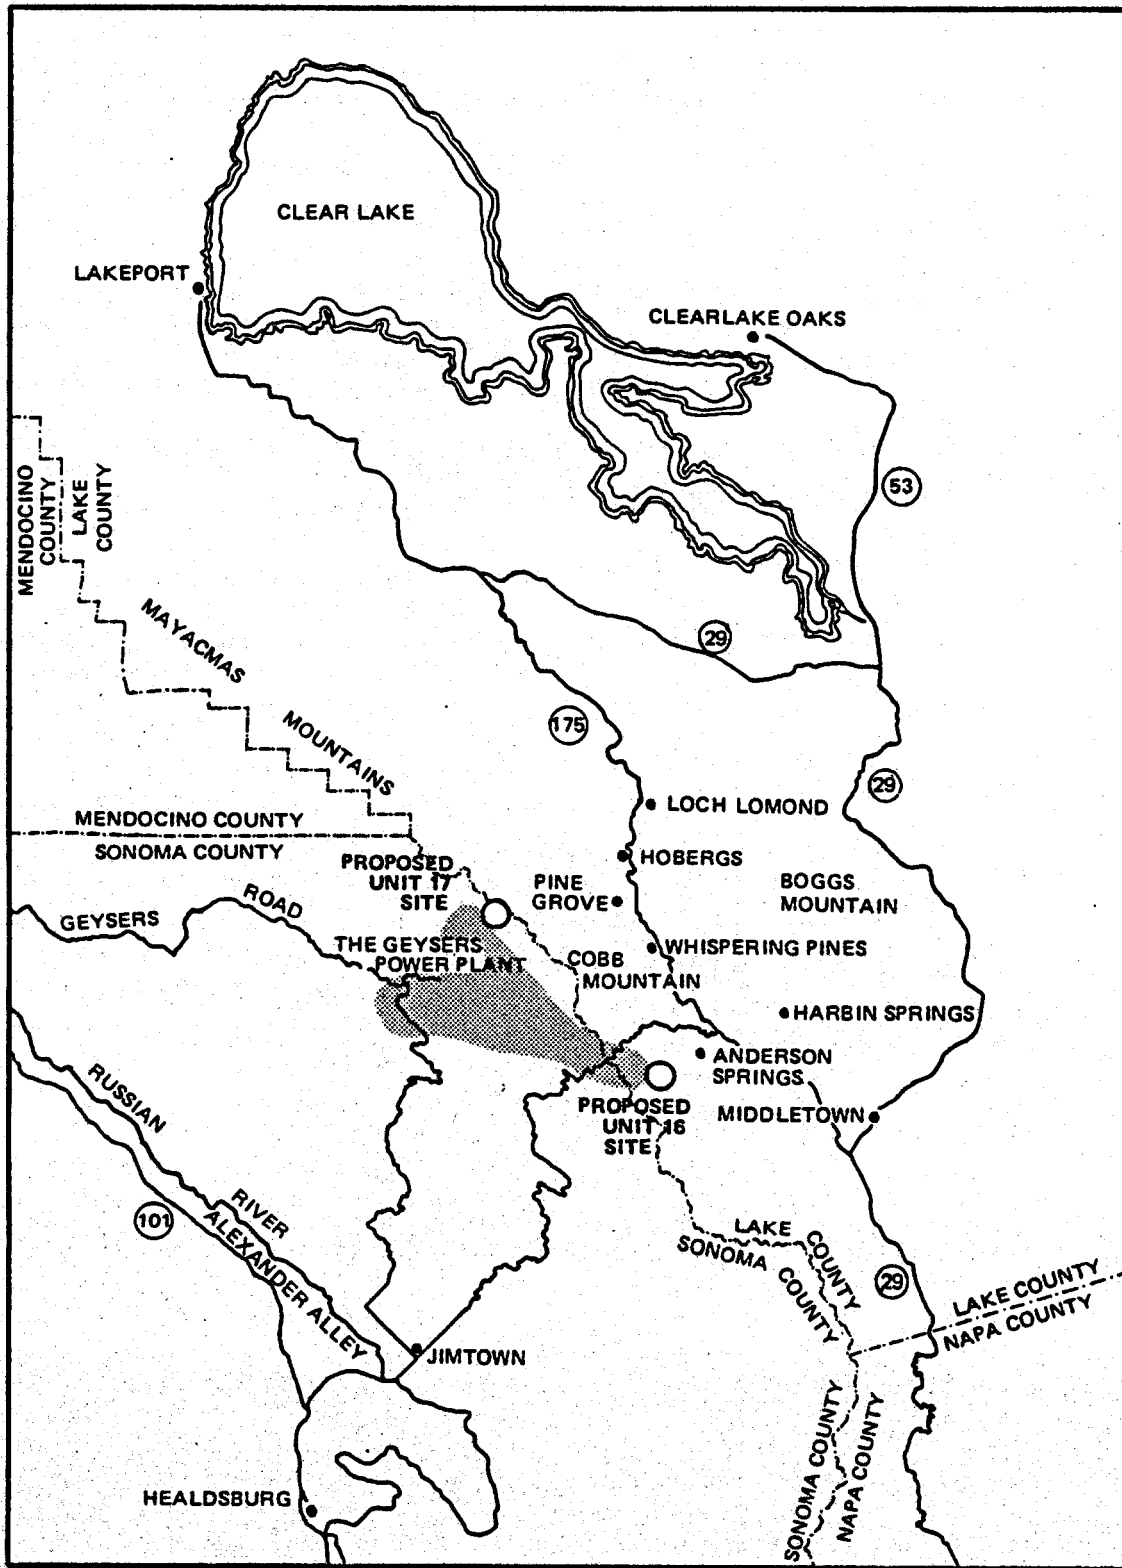 CLEAR LAKE
LAKEPORT
CLEARLAKE OAKS
53
MENDOCINO
COUNTY
LAKE
COUNTY
MAYACMAS
MOUNTAINS
29
175
29
LOCH LOMOND
MENDOCINO COUNTY
SONOMA COUNTY
HOBERGS
PROPOSED
UNIT 17
SITE
PINE
GROVE
BOGGS
MOUNTAIN
GEYSERS
ROAD
THE GEYSERS
POWER PLANT
WHISPERING PINES
COBB
MOUNTAIN
HARBIN SPRINGS
ANDERSON
SPRINGS
RUSSIAN
RIVER
PROPOSED
UNIT 16
SITE
MIDDLETOWN
101
ALEXANDER ALLEY
LAKE COUNTY
SONOMA COUNTY
29
LAKE COUNTY
NAPA COUNTY
JIMTOWN
SONOMA COUNTY
NAPA COUNTY
HEALDSBURG